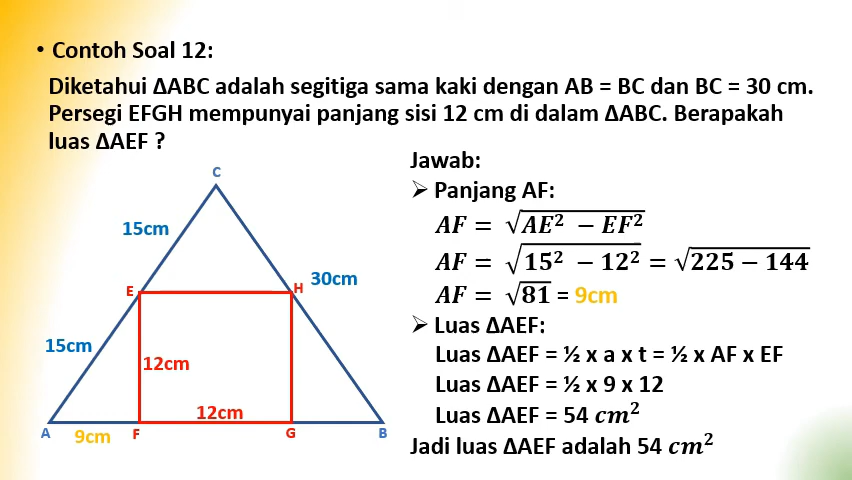 • Contoh Soal 12:
Diketahui ΔABC adalah segitiga sama kaki dengan AB = BC dan BC = 30 cm.
Persegi EFGH mempunyai panjang sisi 12 cm di dalam ΔABC. Berapakah
luas ΔAEF ?
C
15cm
E
H
30cm
15cm
12cm
12cm
A
9cm
F
G
B
Jawab:
➢ Panjang AF:
AF = √(AE² − EF²)
AF = √(15² − 12²) = √(225 − 144)
AF = √81 = 9cm
➢ Luas ΔAEF:
Luas ΔAEF = ½ x a x t = ½ x AF x EF
Luas ΔAEF = ½ x 9 x 12
Luas ΔAEF = 54 cm²
Jadi luas ΔAEF adalah 54 cm²